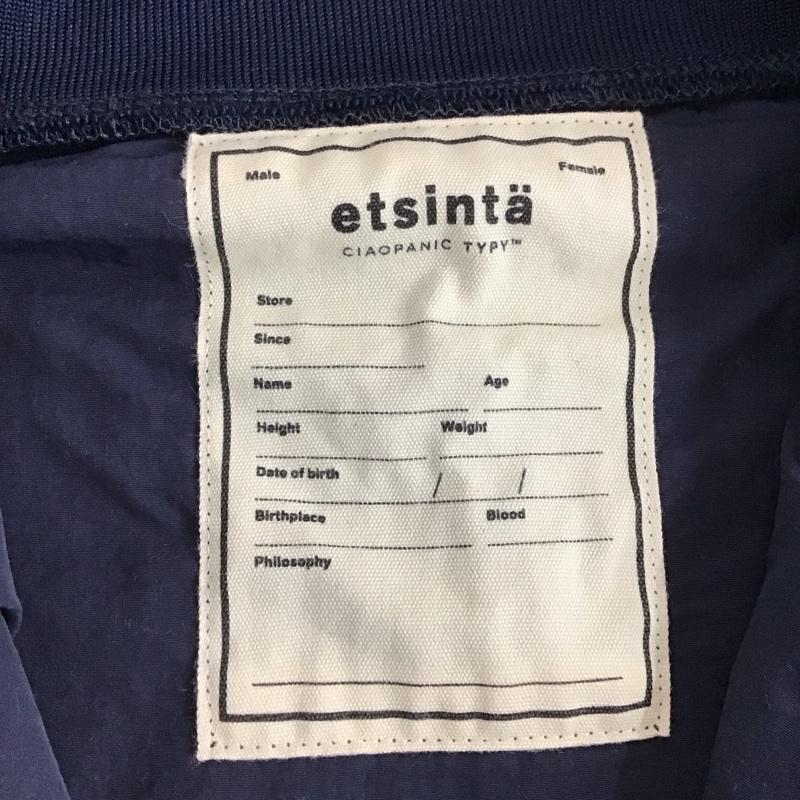 Male Female
etsintä
CIAOPANIC TYPY™
Store
Since
Name Age
Height Weight
Date of birth / /
Birthplace Blood
Philosophy